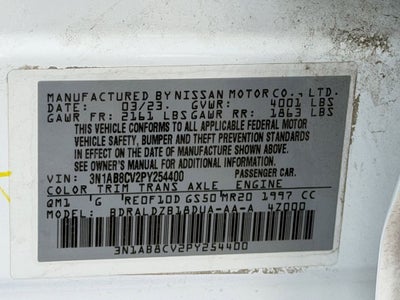 MANUFACTURED BY NISSAN MOTOR CO., LTD.
DATE: 03/23. GVWR: 4001 LBS
GAWR FR: 2161 LBS GAWR RR: 1863 LBS
THIS VEHICLE CONFORMS TO ALL APPLICABLE FEDERAL MOTOR
VEHICLE SAFETY, BUMPER, AND THEFT PREVENTION STANDARDS
IN EFFECT ON THE DATE OF MANUFACTURE SHOWN ABOVE.
SEE OWNER'S MANUAL FOR ADDITIONAL INFORMATION.
VIN: 3N1AB8CV2PY254400 PASSENGER CAR.
COLOR TRIM TRANS AXLE ENGINE
QM1 G RE0F10D GS50 MR20 1997 CC
MODEL: BDRALDZB18DUA-AA-A 4Z000
3N1AB8CV2PY254400